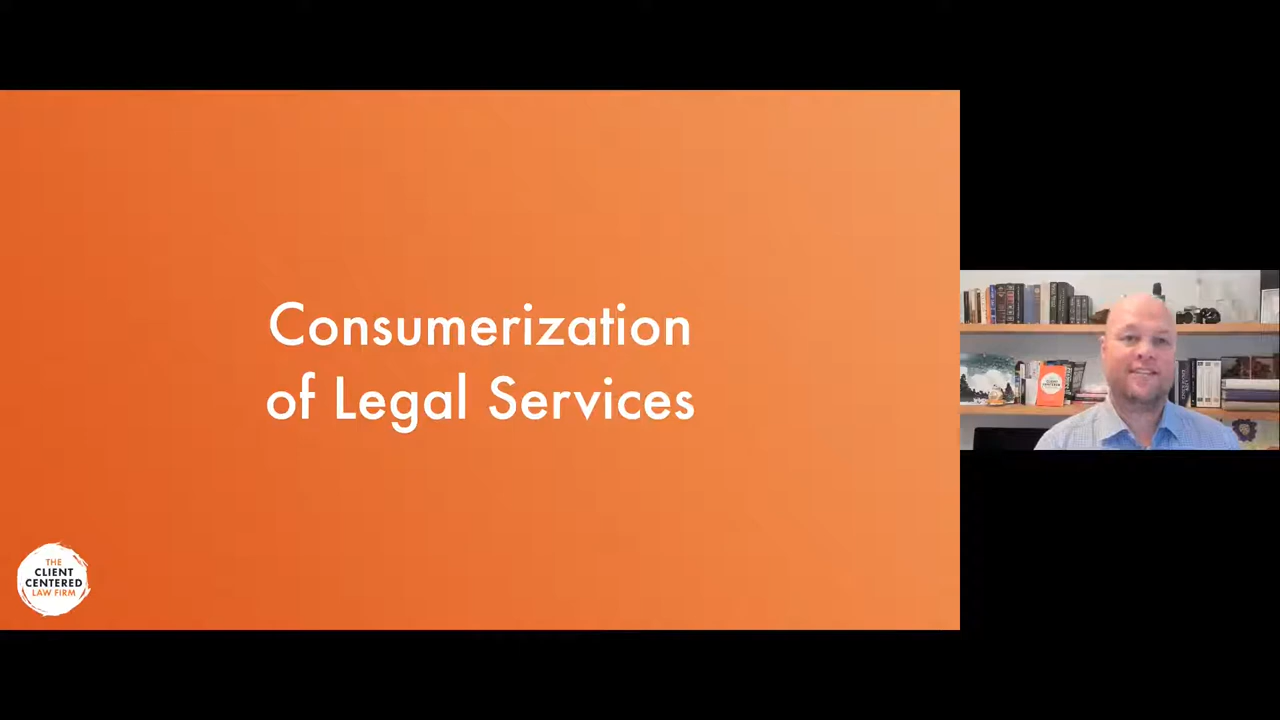 Consumerization
of Legal Services
THE
CLIENT
CENTERED
LAW FIRM